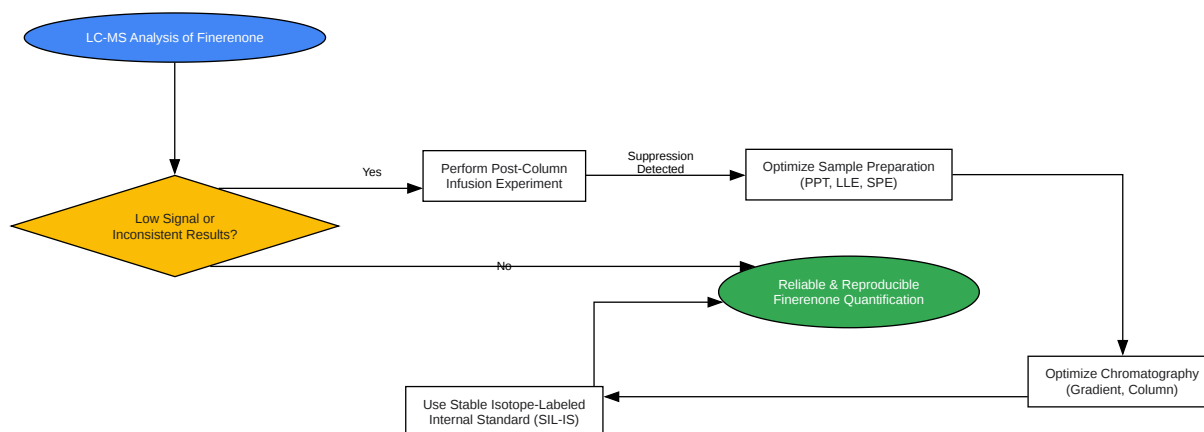 LC-MS Analysis of Finerenone
Low Signal or
Inconsistent Results?
Yes
Perform Post-Column
Infusion Experiment
Suppression
Detected
Optimize Sample Preparation
(PPT, LLE, SPE)
No
Reliable & Reproducible
Finerenone Quantification
Optimize Chromatography
(Gradient, Column)
Use Stable Isotope-Labeled
Internal Standard (SIL-IS)